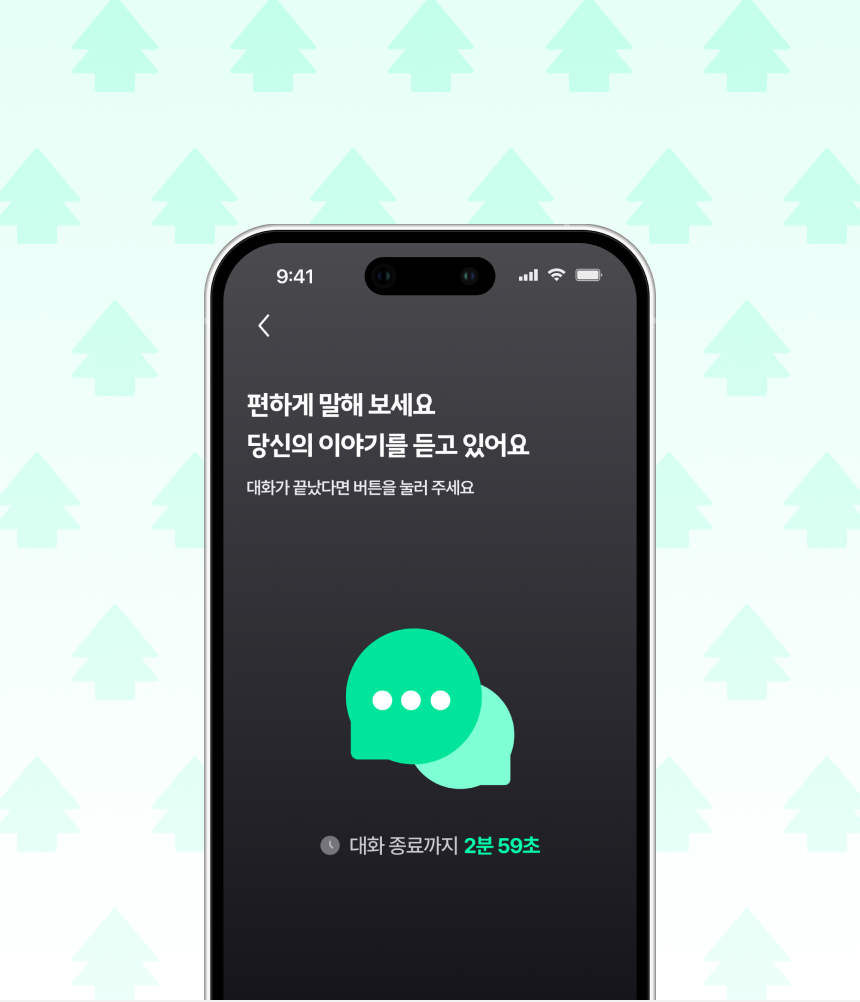 9:41
편하게 말해 보세요
당신의 이야기를 듣고 있어요
대화가 끝났다면 버튼을 눌러 주세요
대화 종료까지 2분 59초